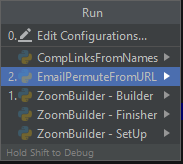 Run
0. Edit Configurations...
CompLinksFromNames
2. EmailPermuteFromURL
1. ZoomBuilder - Builder
ZoomBuilder - Finisher
ZoomBuilder - SetUp
Hold Shift to Debug